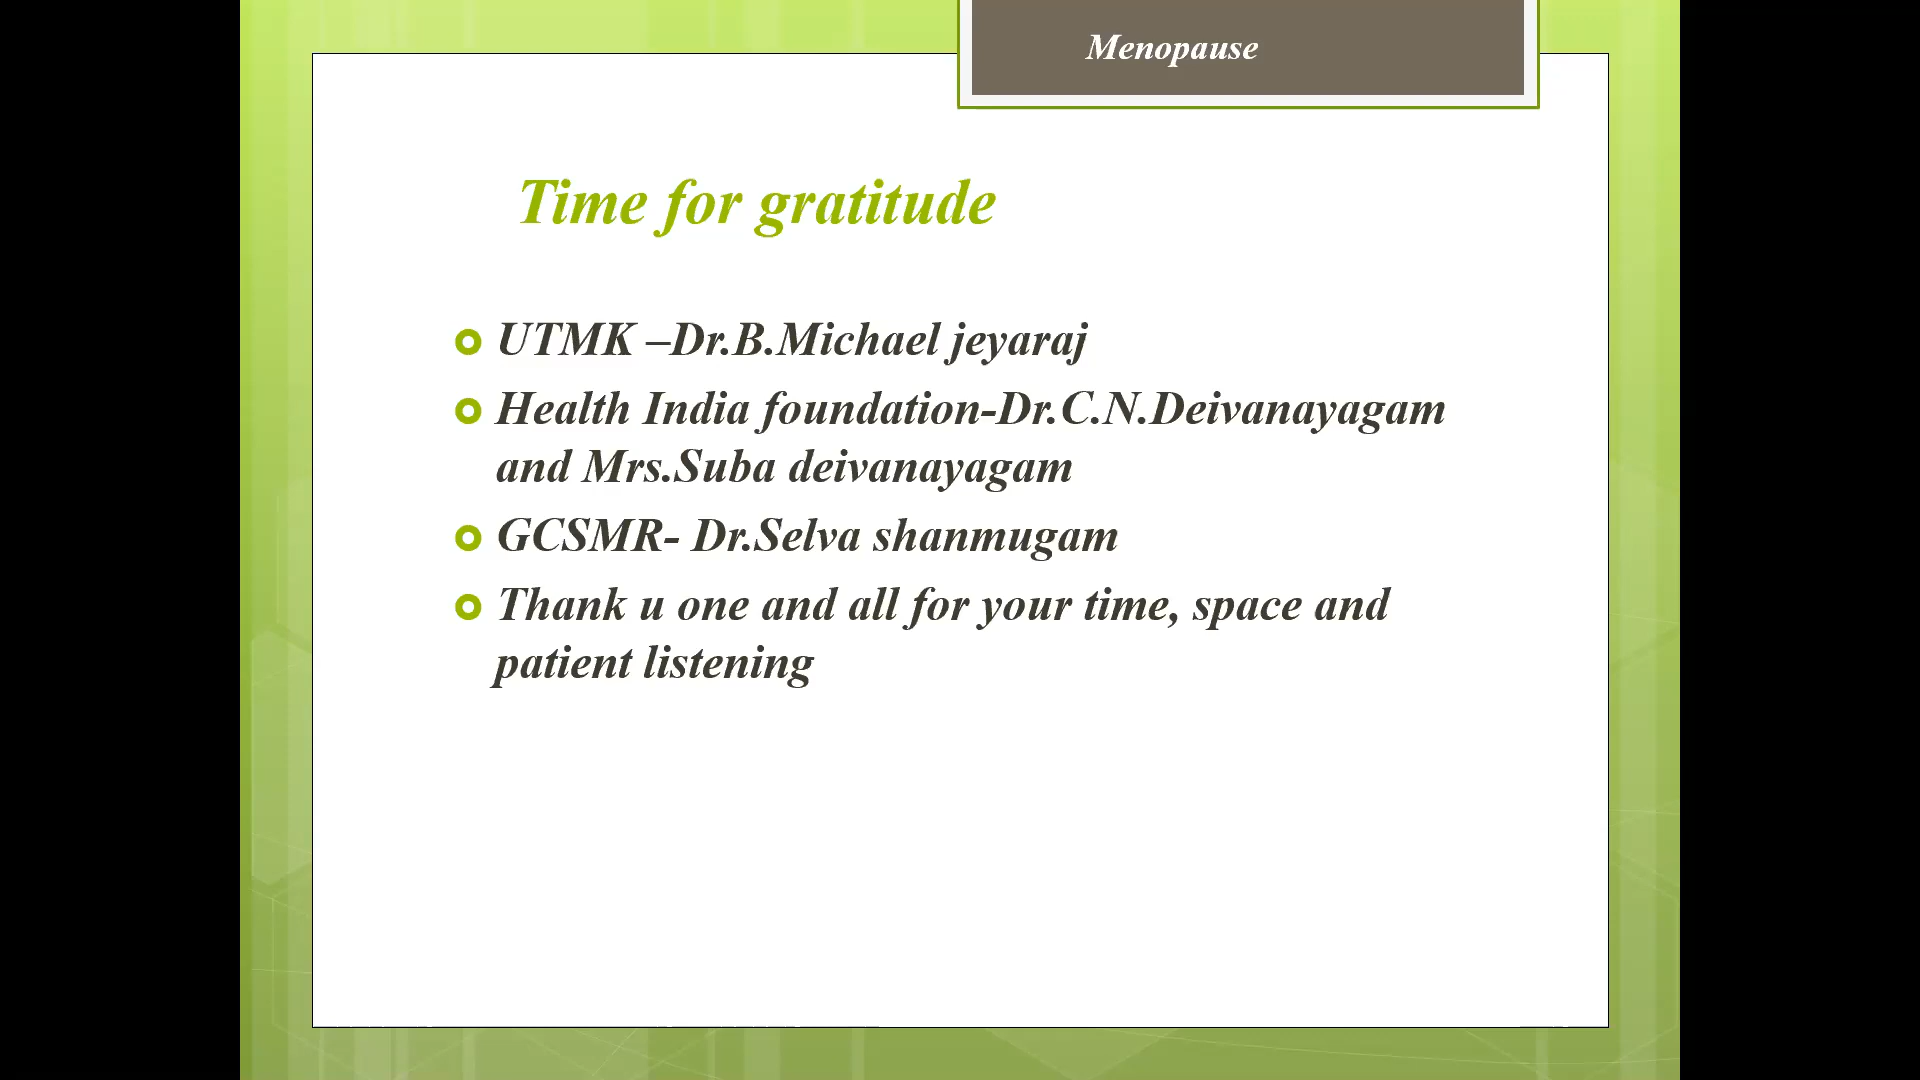 Menopause
Time for gratitude
UTMK –Dr.B.Michael jeyaraj
Health India foundation-Dr.C.N.Deivanayagam
and Mrs.Suba deivanayagam
GCSMR- Dr.Selva shanmugam
Thank u one and all for your time, space and
patient listening